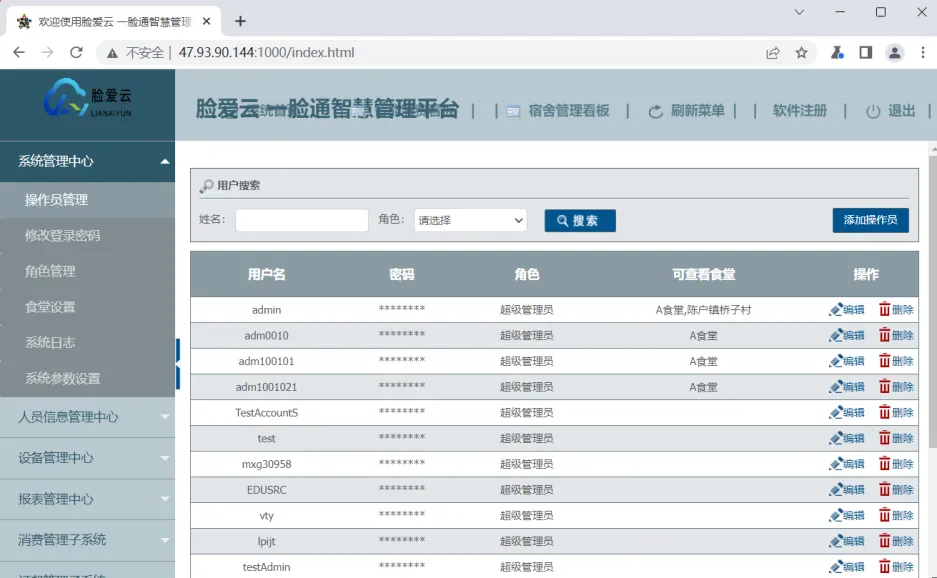 欢迎使用脸爱云 一脸通智慧管理
不安全 | 47.93.90.144:1000/index.html
脸爱云
LIANAIYUN
脸爱云 一脸通智慧管理平台 | | 宿舍管理看板 | 刷新菜单 | | 软件注册 | 退出 |
系统管理中心
操作员管理
修改登录密码
角色管理
食堂设置
系统日志
系统参数设置
人员信息管理中心
设备管理中心
报表管理中心
消费管理子系统
用户搜索
姓名: 角色: 请选择 搜索 添加操作员
用户名 密码 角色 可查看食堂 操作
admin ******** 超级管理员 A食堂,陈户镇桥子村 编辑 删除
adm0010 ******** 超级管理员 A食堂 编辑 删除
adm100101 ******** 超级管理员 A食堂 编辑 删除
adm1001021 ******** 超级管理员 A食堂 编辑 删除
TestAccountS ******** 超级管理员 编辑 删除
test ******** 超级管理员 编辑 删除
mxg30958 ******** 超级管理员 编辑 删除
EDUSRC ******** 超级管理员 编辑 删除
vty ******** 超级管理员 编辑 删除
lpijt ******** 超级管理员 编辑 删除
testAdmin ******** 超级管理员 编辑 删除